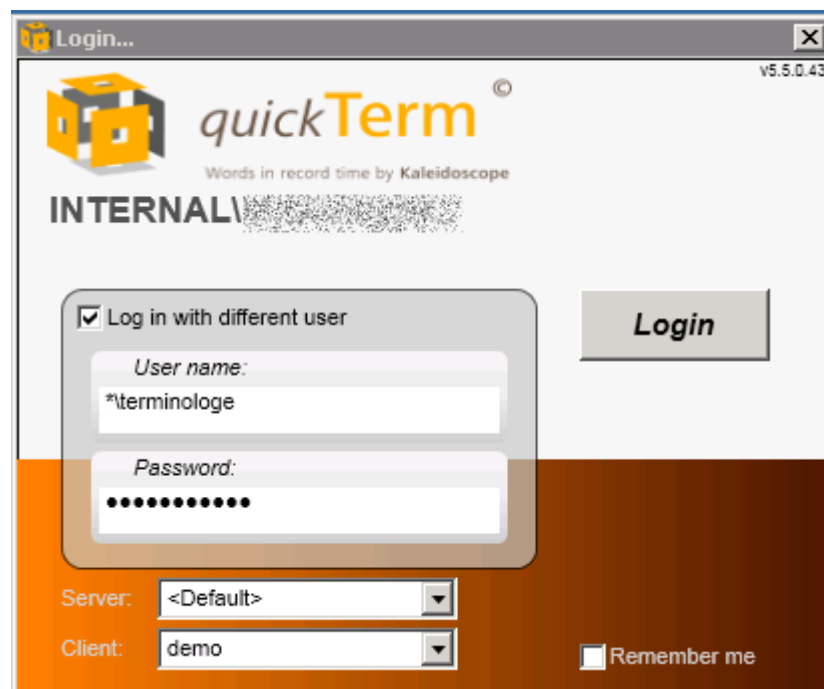 Login...
v5.5.0.43
quickTerm ©
Words in record time by Kaleidoscope
INTERNAL\
Log in with different user
Login
User name:
*\terminologe
Password:
●●●●●●●●●●●
Server: <Default>
Client: demo
Remember me